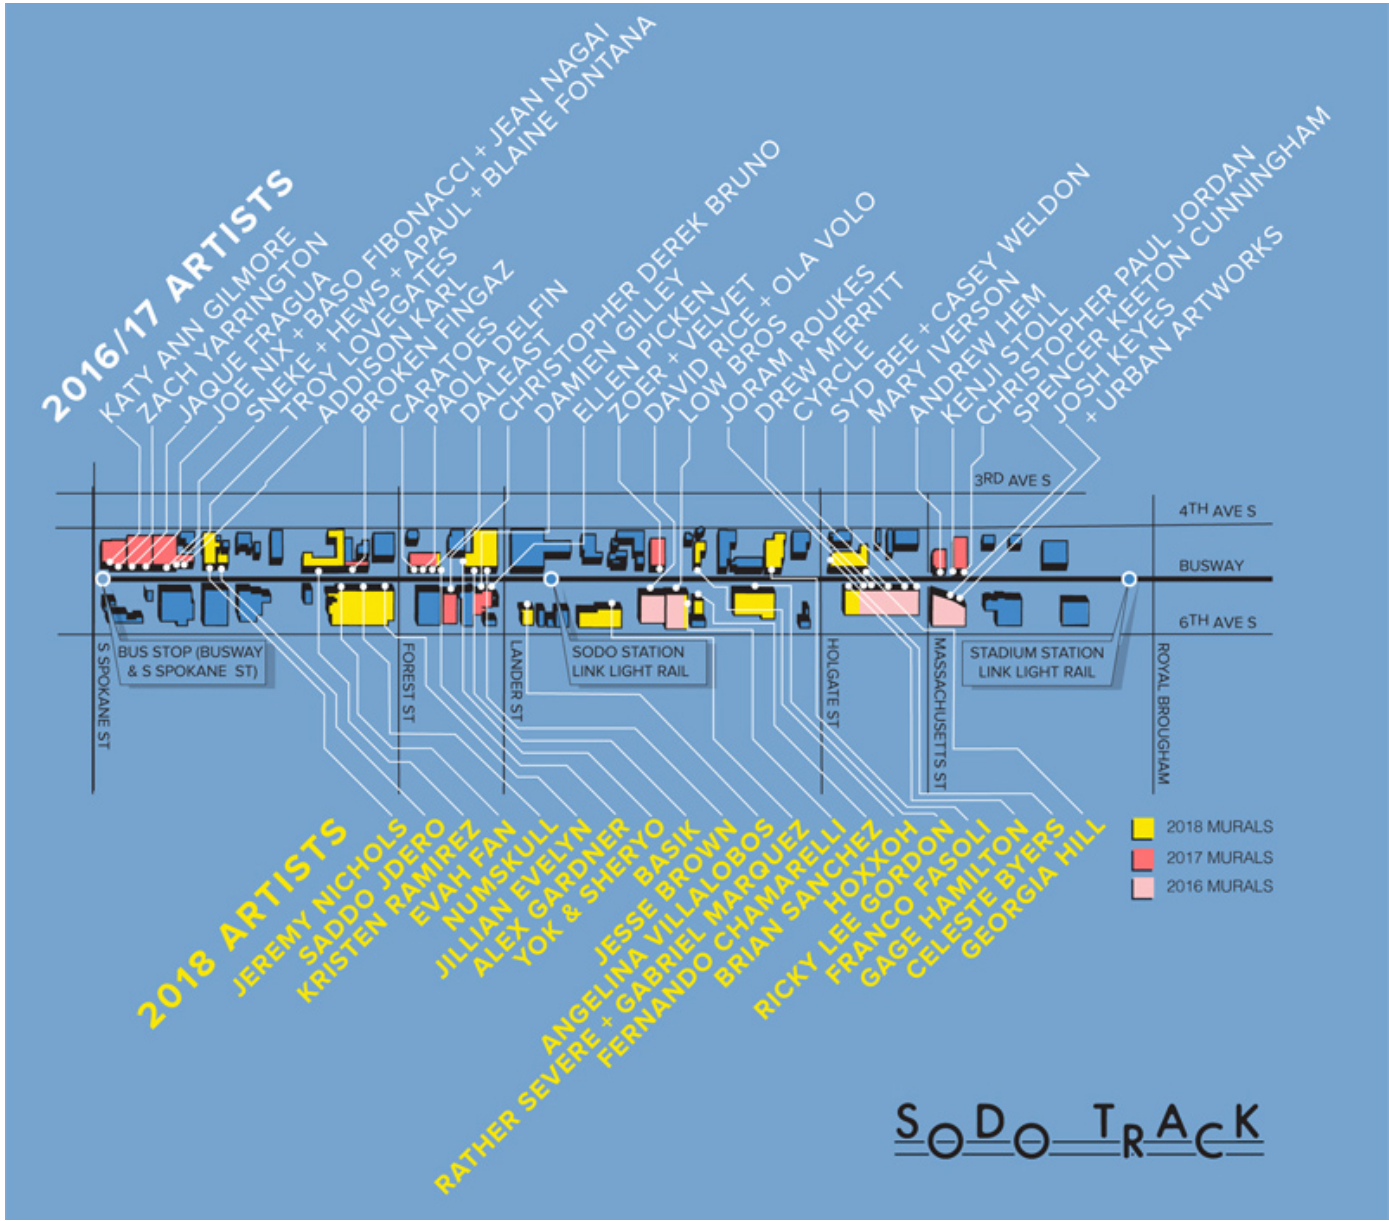 2016/17 ARTISTS
KATY ANN GILMORE
ZACH YARRINGTON
JAQUE FRAGUA
JOE NIX + BASO FIBONACCI + JEAN NAGAI
SNEKE + HEWS + APAUL + BLAINE FONTANA
TROY LOVEGATES
ADDISON KARL
BROKEN FINGAZ
CARATOES
PAOLA DELFIN
DALEAST
CHRISTOPHER DEREK BRUNO
DAMIEN GILLEY
ELLEN PICKEN
ZOER + VELVET
DAVID RICE + OLA VOLO
LOW BROS
JORAM ROUKES
DREW MERRITT
CYRCLE
SYD BEE + CASEY WELDON
MARY IVERSON
ANDREW HEM
KENJI STOLL
CHRISTOPHER PAUL JORDAN
SPENCER KEETON CUNNINGHAM
JOSH KEYES
+ URBAN ARTWORKS
3RD AVE S
4TH AVE S
BUSWAY
6TH AVE S
BUS STOP (BUSWAY
& S SPOKANE ST)
SODO STATION
LINK LIGHT RAIL
STADIUM STATION
LINK LIGHT RAIL
S SPOKANE ST
FOREST ST
LANDER ST
HOLGATE ST
MASSACHUSETTS ST
ROYAL BROUGHAM
2018 ARTISTS
JEREMY NICHOLS
SADDO JDERO
KRISTEN RAMIREZ
EVAH FAN
NUMSKULL
JILLIAN EVELYN
ALEX GARDNER
YOK & SHERYO
BASIK
JESSE BROWN
ANGELINA VILLALOBOS
RATHER SEVERE + GABRIEL MARQUEZ
FERNANDO CHAMARELLI
BRIAN SANCHEZ
HOXXOH
RICKY LEE GORDON
FRANCO FASOLI
GAGE HAMILTON
CELESTE BYERS
GEORGIA HILL
2018 MURALS
2017 MURALS
2016 MURALS
SODO TRACK